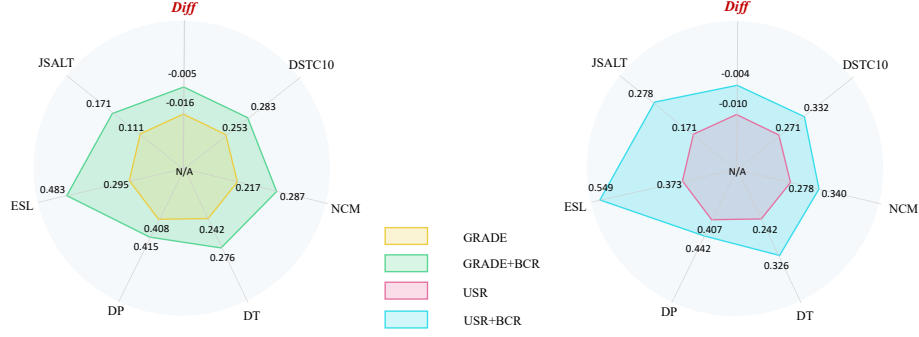 Diff
DSTC10
NCM
DT
DP
ESL
JSALT
-0.005
0.283
0.287
0.276
0.415
0.483
0.171
-0.016
0.253
0.217
0.242
0.408
0.295
0.111
N/A
GRADE
GRADE+BCR
USR
USR+BCR
Diff
DSTC10
NCM
DT
DP
ESL
JSALT
-0.004
0.332
0.340
0.326
0.442
0.549
0.278
-0.010
0.271
0.278
0.242
0.407
0.373
0.171
N/A